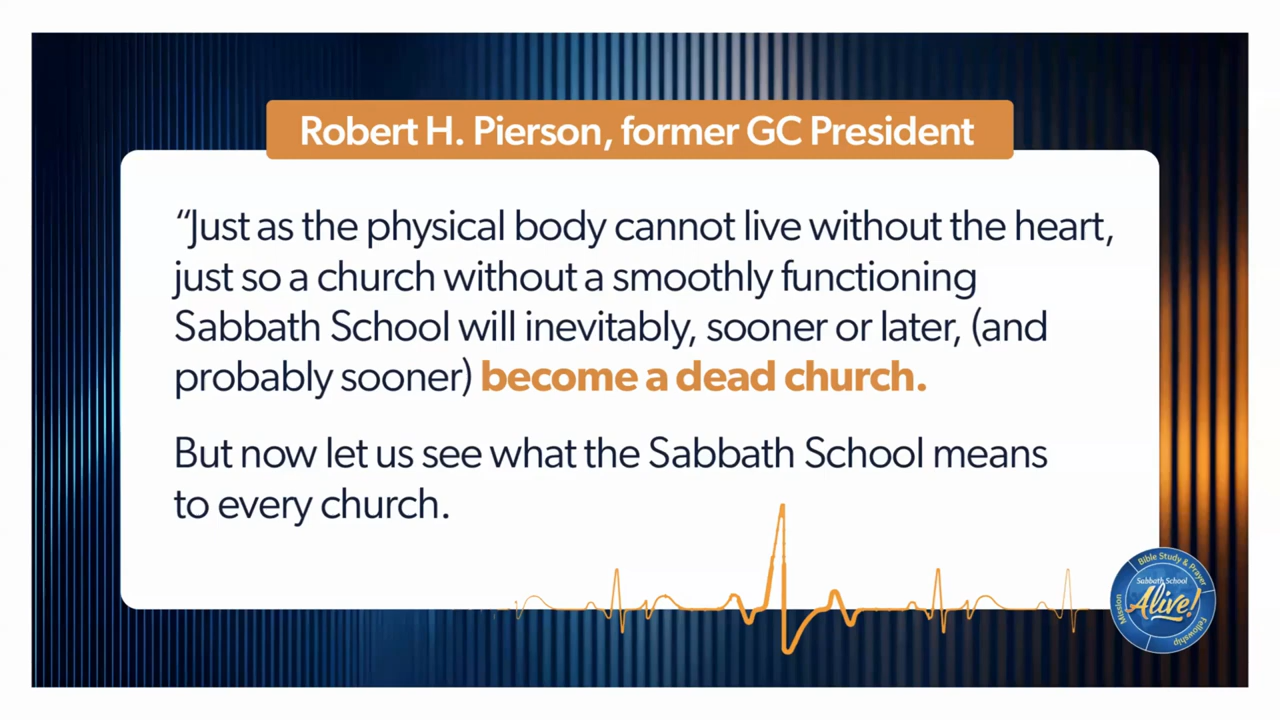 Robert H. Pierson, former GC President
“Just as the physical body cannot live without the heart,
just so a church without a smoothly functioning
Sabbath School will inevitably, sooner or later, (and
probably sooner) become a dead church.
But now let us see what the Sabbath School means
to every church.
Bible Study & Prayer
Sabbath School
Alive!
Mission
Fellowship